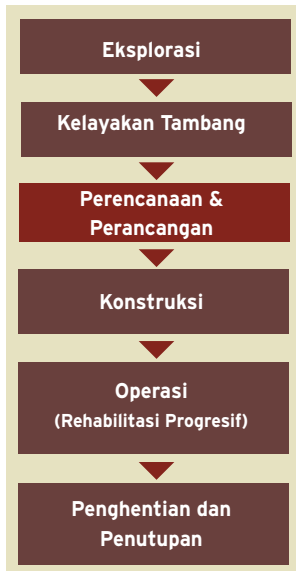 Eksplorasi
Kelayakan Tambang
Perencanaan &
Perancangan
Konstruksi
Operasi
(Rehabilitasi Progresif)
Penghentian dan
Penutupan